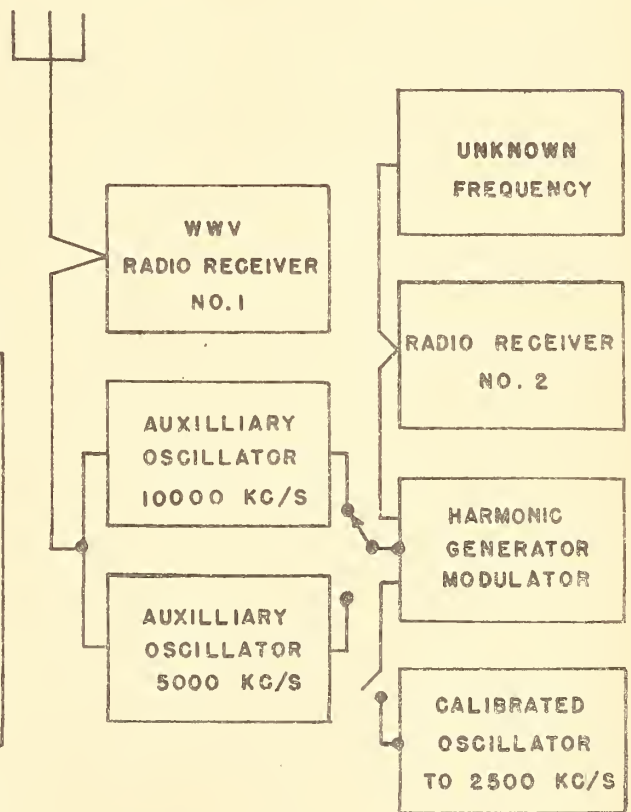 WWV
RADIO RECEIVER
NO. 1
AUXILLIARY
OSCILLATOR
10000 KC/S
AUXILLIARY
OSCILLATOR
5000 KC/S
UNKNOWN
FREQUENCY
RADIO RECEIVER
NO. 2
HARMONIC
GENERATOR
MODULATOR
CALIBRATED
OSCILLATOR
TO 2500 KC/S